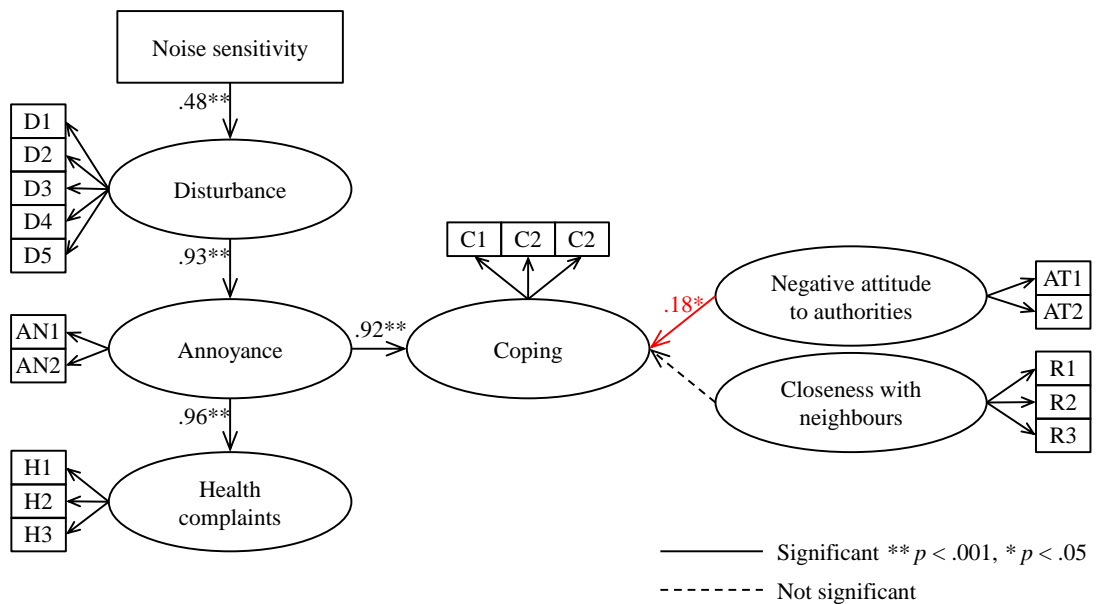 Noise sensitivity
.48**
D1
D2
D3
D4
D5
Disturbance
.93**
AN1
AN2
Annoyance
.92**
.96**
H1
H2
H3
Health
complaints
C1
C2
C2
Coping
.18*
Negative attitude
to authorities
AT1
AT2
Closeness with
neighbours
R1
R2
R3
Significant ** p < .001, * p < .05
Not significant